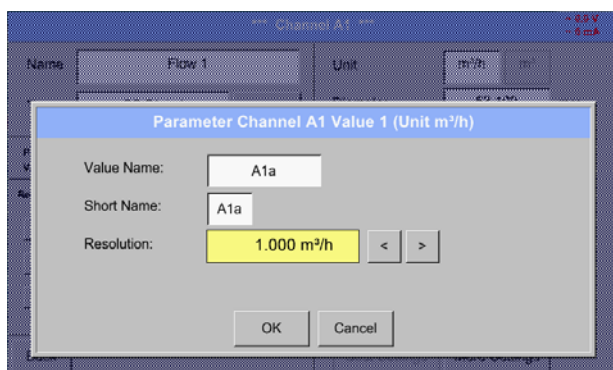 *** Channel A1 ***
Name
Flow 1
Unit
m³/h
m³
Parameter Channel A1 Value 1 (Unit m³/h)
Value Name:
A1a
Short Name:
A1a
Resolution:
1.000 m³/h
<
>
OK
Cancel